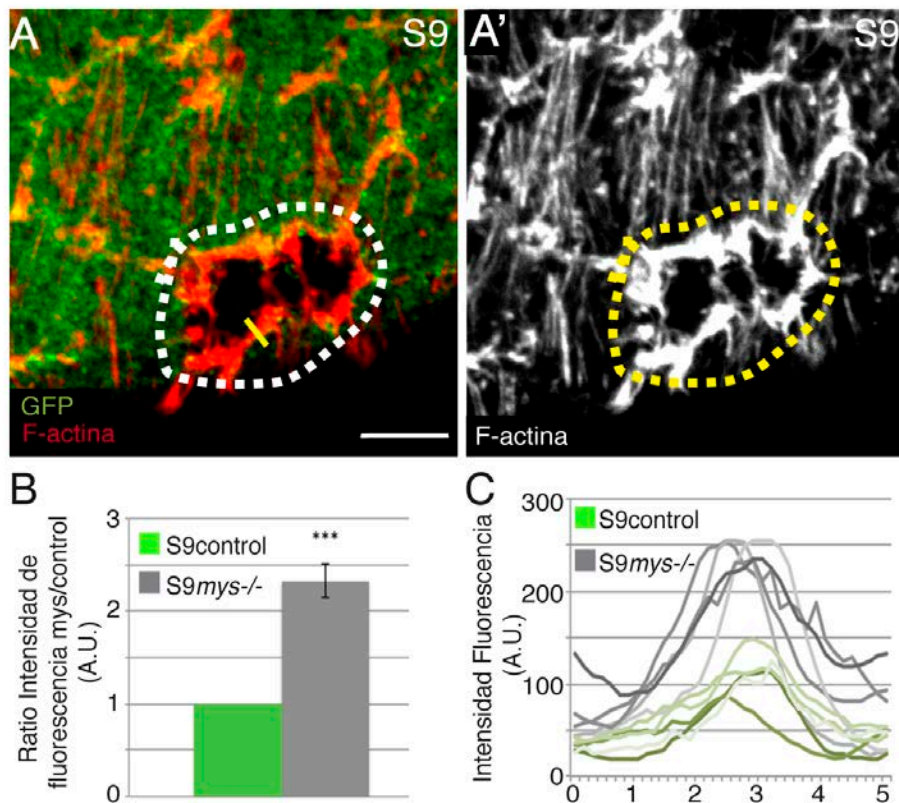 A
S9
GFP
F-actina
A'
S9
F-actina
B
Ratio Intensidad de
fluorescencia mys/control
(A.U.)
3
2
1
0
S9control
S9mys-/-
***
C
Intensidad Fluorescencia
(A.U.)
300
200
100
0
S9control
S9mys-/-
0 1 2 3 4 5